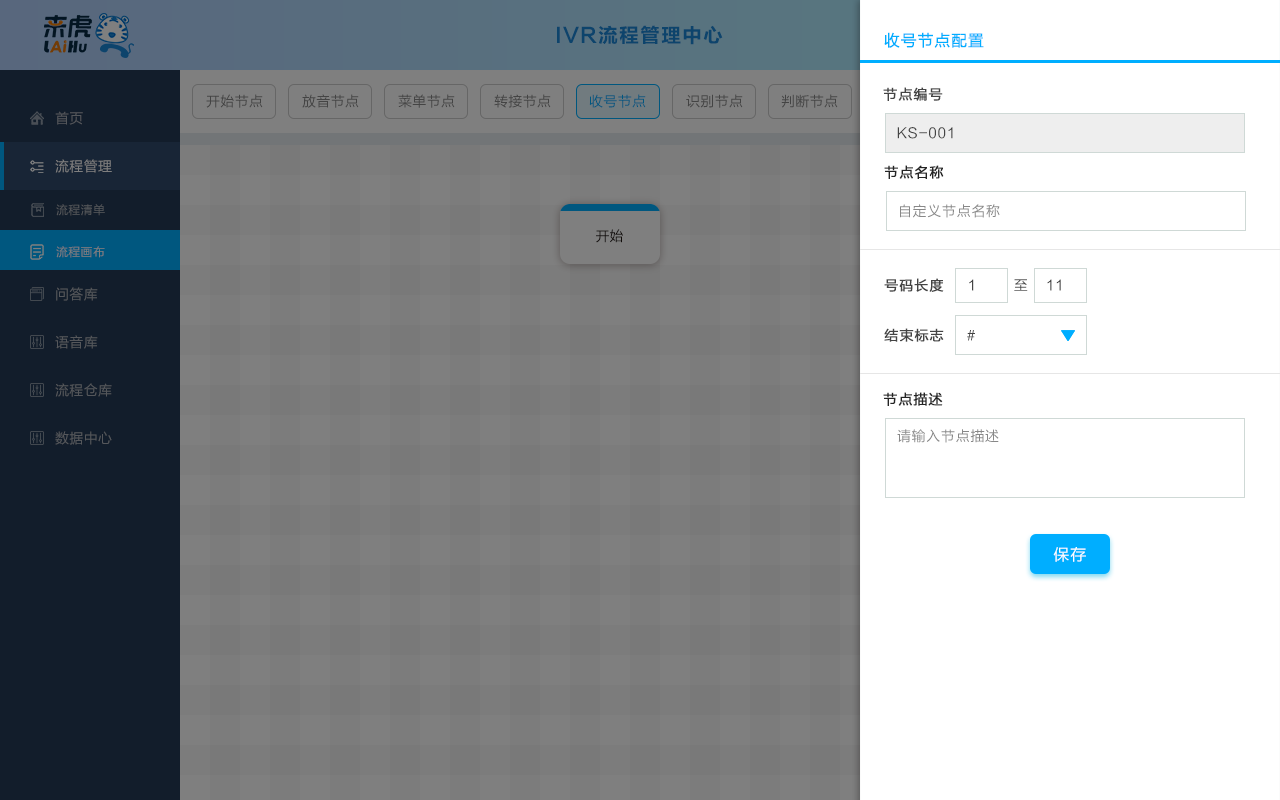 来虎
LAiHu
IVR流程管理中心
首页
流程管理
流程清单
流程画布
问答库
语音库
流程仓库
数据中心
开始节点
放音节点
菜单节点
转接节点
收号节点
识别节点
判断节点
开始
收号节点配置
节点编号
KS-001
节点名称
自定义节点名称
号码长度 1 至 11
结束标志 #
节点描述
请输入节点描述
保存